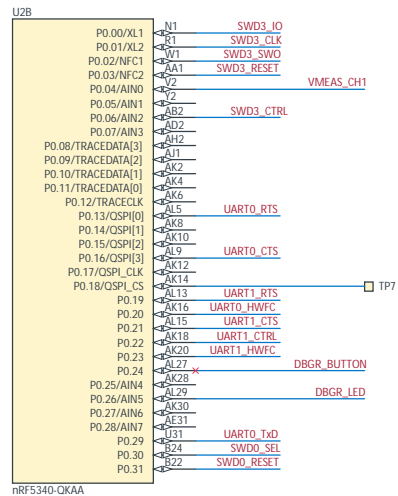 U2B
P0.00/XL1 N1 SWD3_IO
P0.01/XL2 R1 SWD3_CLK
P0.02/NFC1 W1 SWD3_SWO
P0.03/NFC2 AA1 SWD3_RESET
P0.04/AIN0 V2 VMEAS_CH1
P0.05/AIN1 Y2
P0.06/AIN2 AB2 SWD3_CTRL
P0.07/AIN3 AD2
P0.08/TRACEDATA[3] AH2
P0.09/TRACEDATA[2] AJ1
P0.10/TRACEDATA[1] AK2
P0.11/TRACEDATA[0] AK4
P0.12/TRACECLK AK6
P0.13/QSPI[0] AL5 UART0_RTS
P0.14/QSPI[1] AK8
P0.15/QSPI[2] AK10
P0.16/QSPI[3] AL9 UART0_CTS
P0.17/QSPI_CLK AK12
P0.18/QSPI_CS AK14 TP7
P0.19 AL13 UART1_RTS
P0.20 AK16 UART0_HWFC
P0.21 AL15 UART1_CTS
P0.22 AK18 UART1_CTRL
P0.23 AK20 UART1_HWFC
P0.24 AL27 DBGR_BUTTON
P0.25/AIN4 AK28
P0.26/AIN5 AL29 DBGR_LED
P0.27/AIN6 AK30
P0.28/AIN7 AE31
P0.29 U31 UART0_TxD
P0.30 B24 SWD0_SEL
P0.31 B22 SWD0_RESET
nRF5340-QKAA